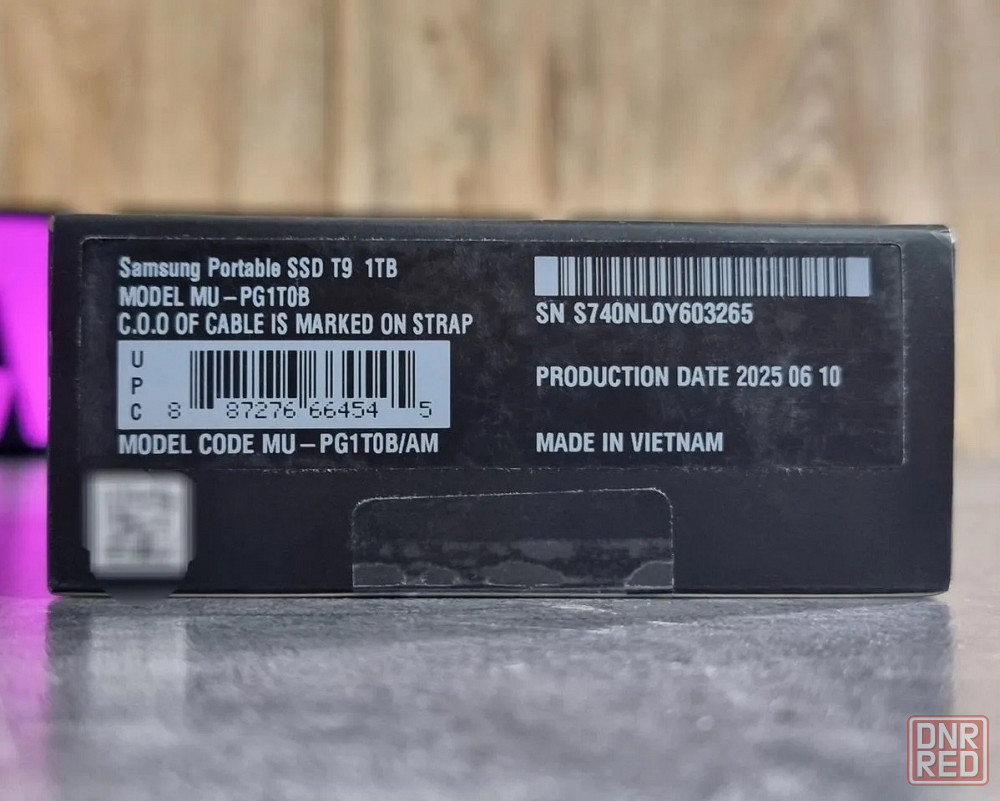 Samsung Portable SSD T9 1TB
MODEL MU-PG1T0B
C.O.O OF CABLE IS MARKED ON STRAP
UPC
8 87276 66454 5
MODEL CODE MU-PG1T0B/AM
SN S740NL0Y603265
PRODUCTION DATE 2025 06 10
MADE IN VIETNAM
DNR
RED